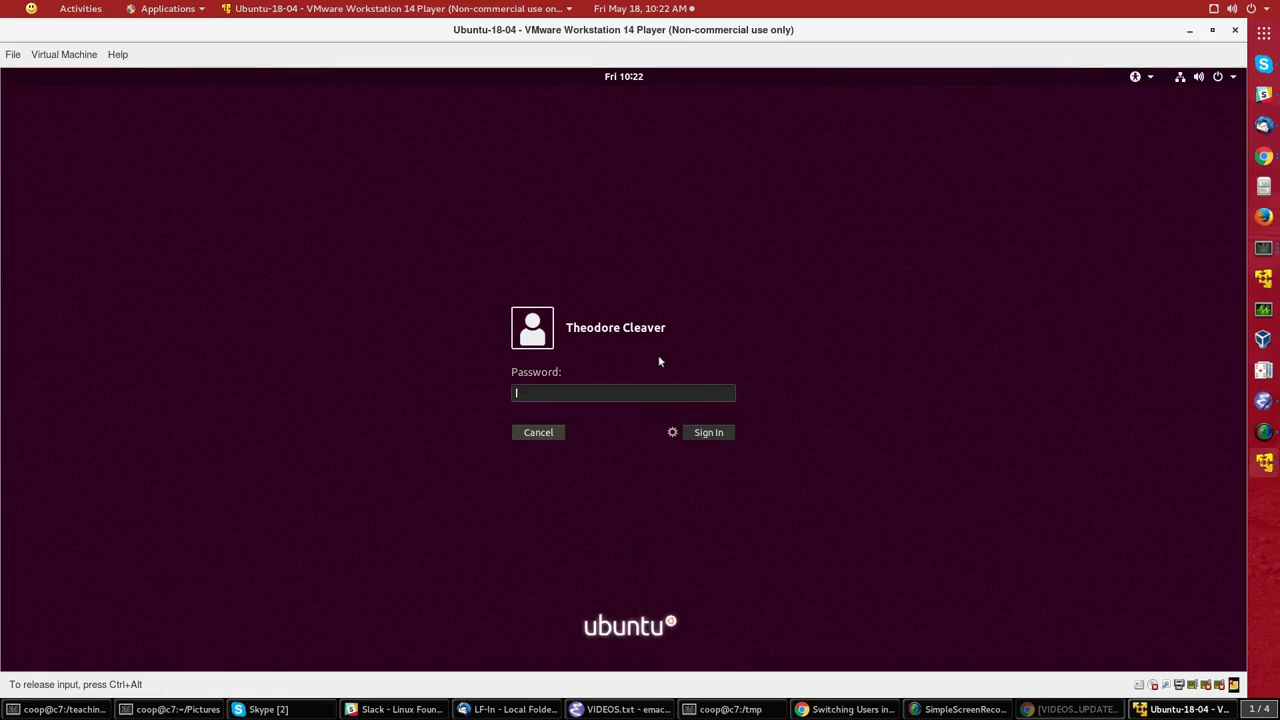 Activities Applications Ubuntu-18-04 - VMware Workstation 14 Player (Non-commercial use on... Fri May 18, 10:22 AM
Ubuntu-18-04 - VMware Workstation 14 Player (Non-commercial use only)
File Virtual Machine Help
Fri 10:22
Theodore Cleaver
Password:
Cancel Sign In
ubuntu
To release input, press Ctrl+Alt
coop@c7:/teachin... coop@c7:~/Pictures Skype [2] Slack - Linux Foun... LF-In - Local Folde... VIDEOS.txt - emac... coop@c7:/tmp Switching Users in... SimpleScreenReco... [VIDEOS_UPDATE... Ubuntu-18-04 - V... 1 / 4